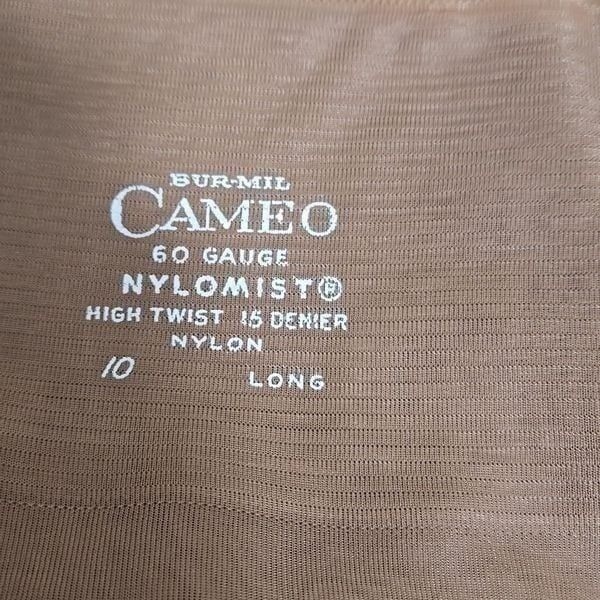 BUR-MIL
CAMEO
60 GAUGE
NYLOMIST®
HIGH TWIST 15 DENIER
NYLON
10 LONG